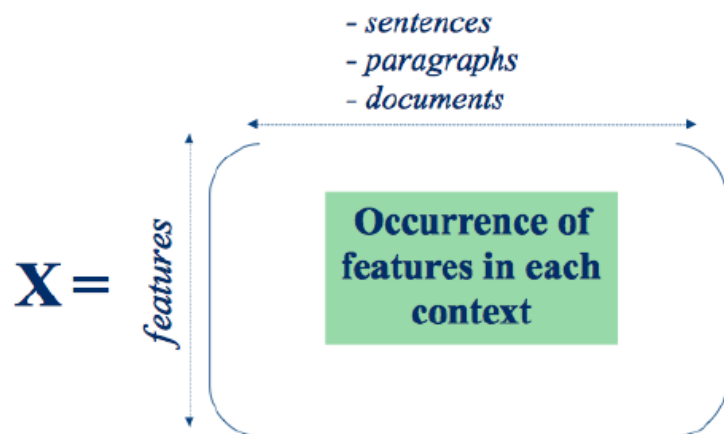 - sentences
- paragraphs
- documents
X =
features
Occurrence of
features in each
context